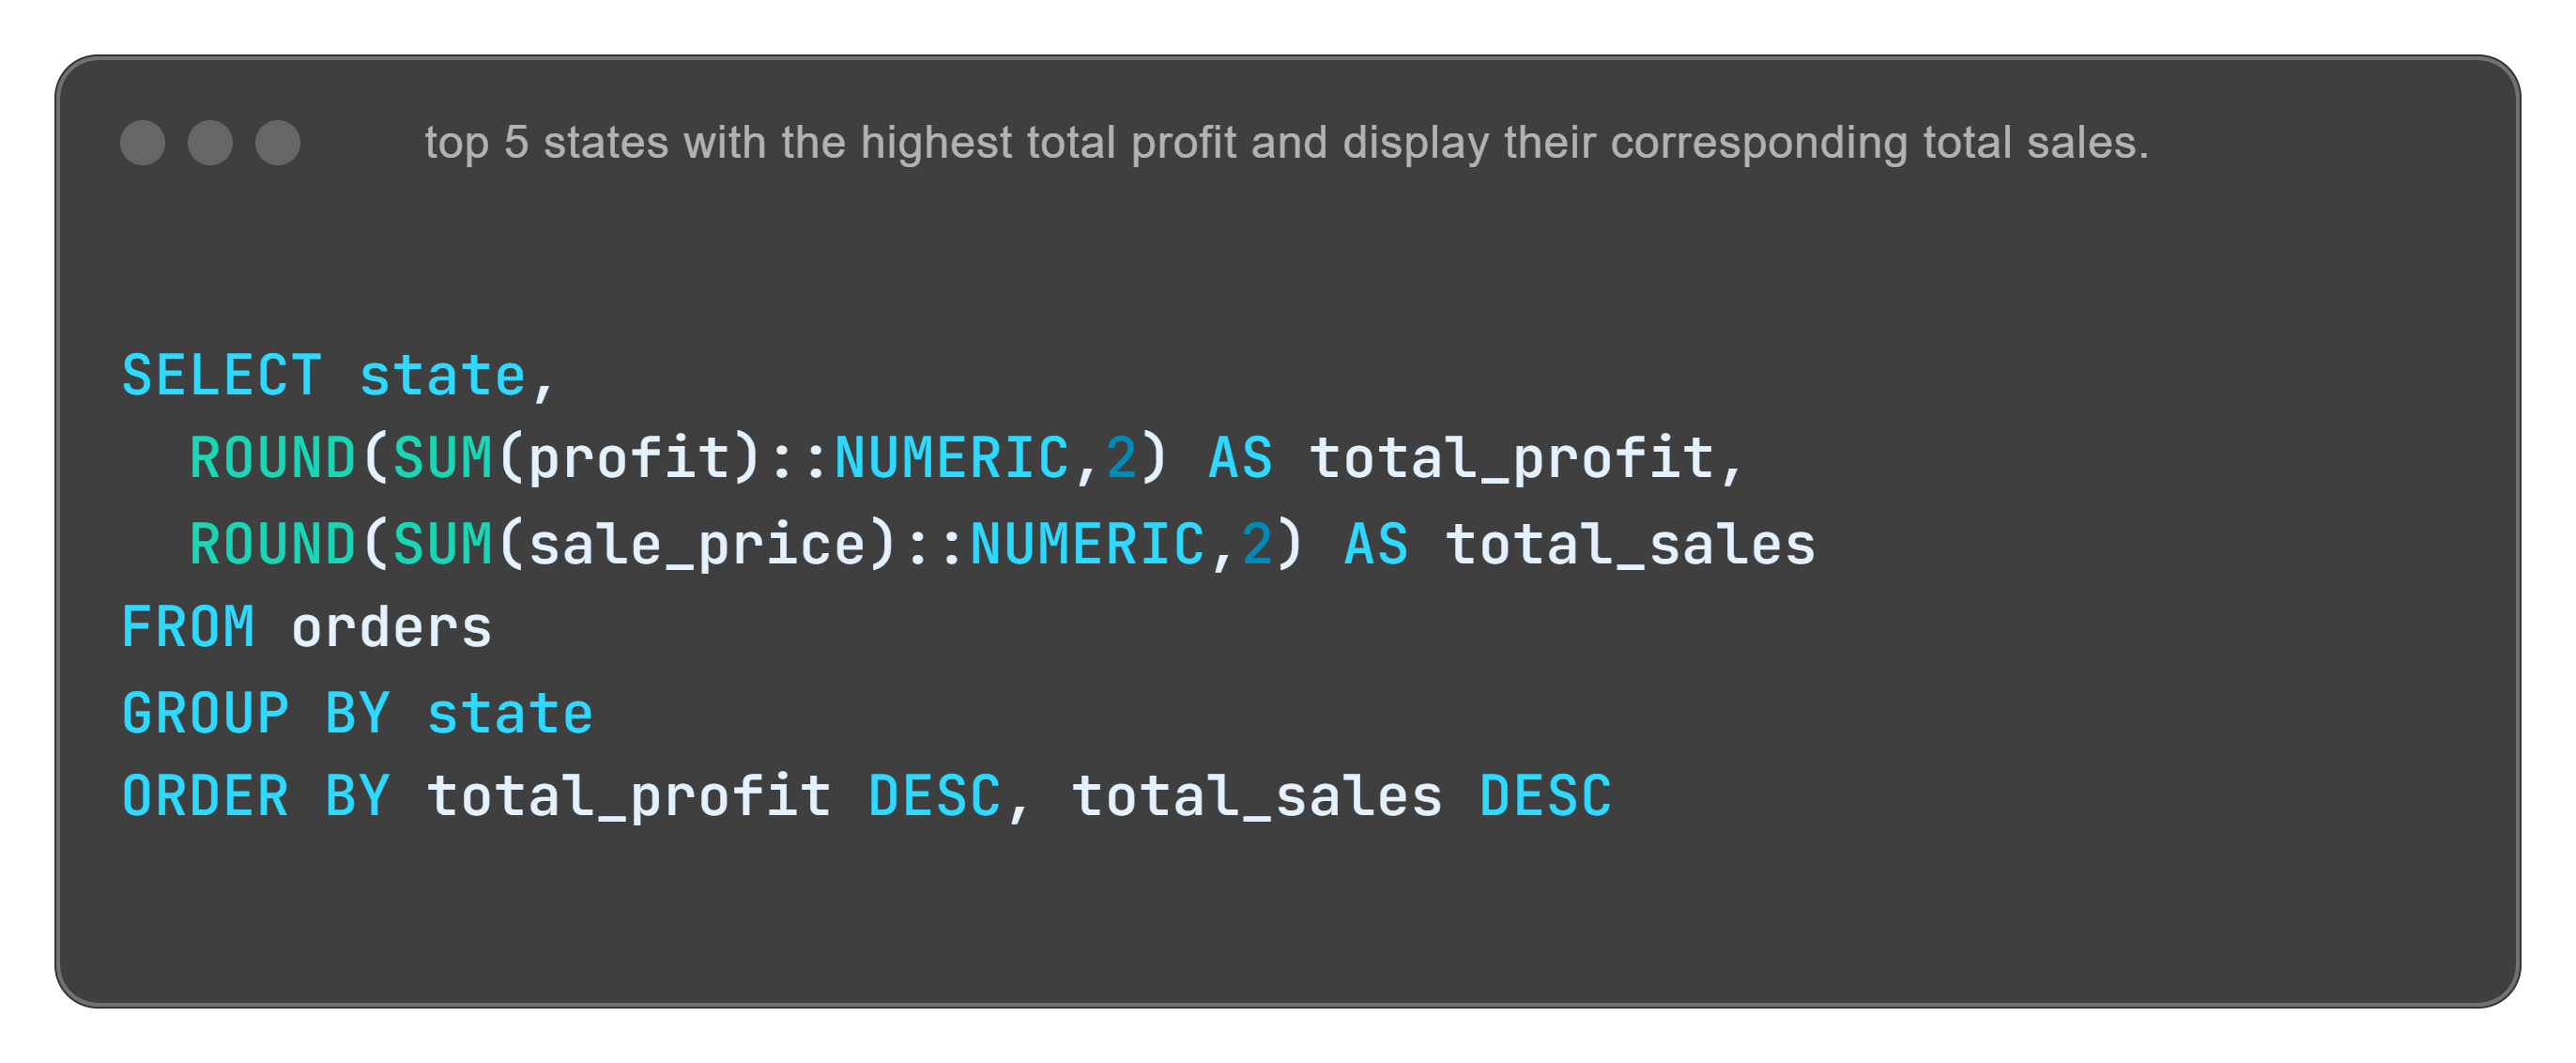 top 5 states with the highest total profit and display their corresponding total sales.
SELECT state,
  ROUND(SUM(profit)::NUMERIC,2) AS total_profit,
  ROUND(SUM(sale_price)::NUMERIC,2) AS total_sales
FROM orders
GROUP BY state
ORDER BY total_profit DESC, total_sales DESC